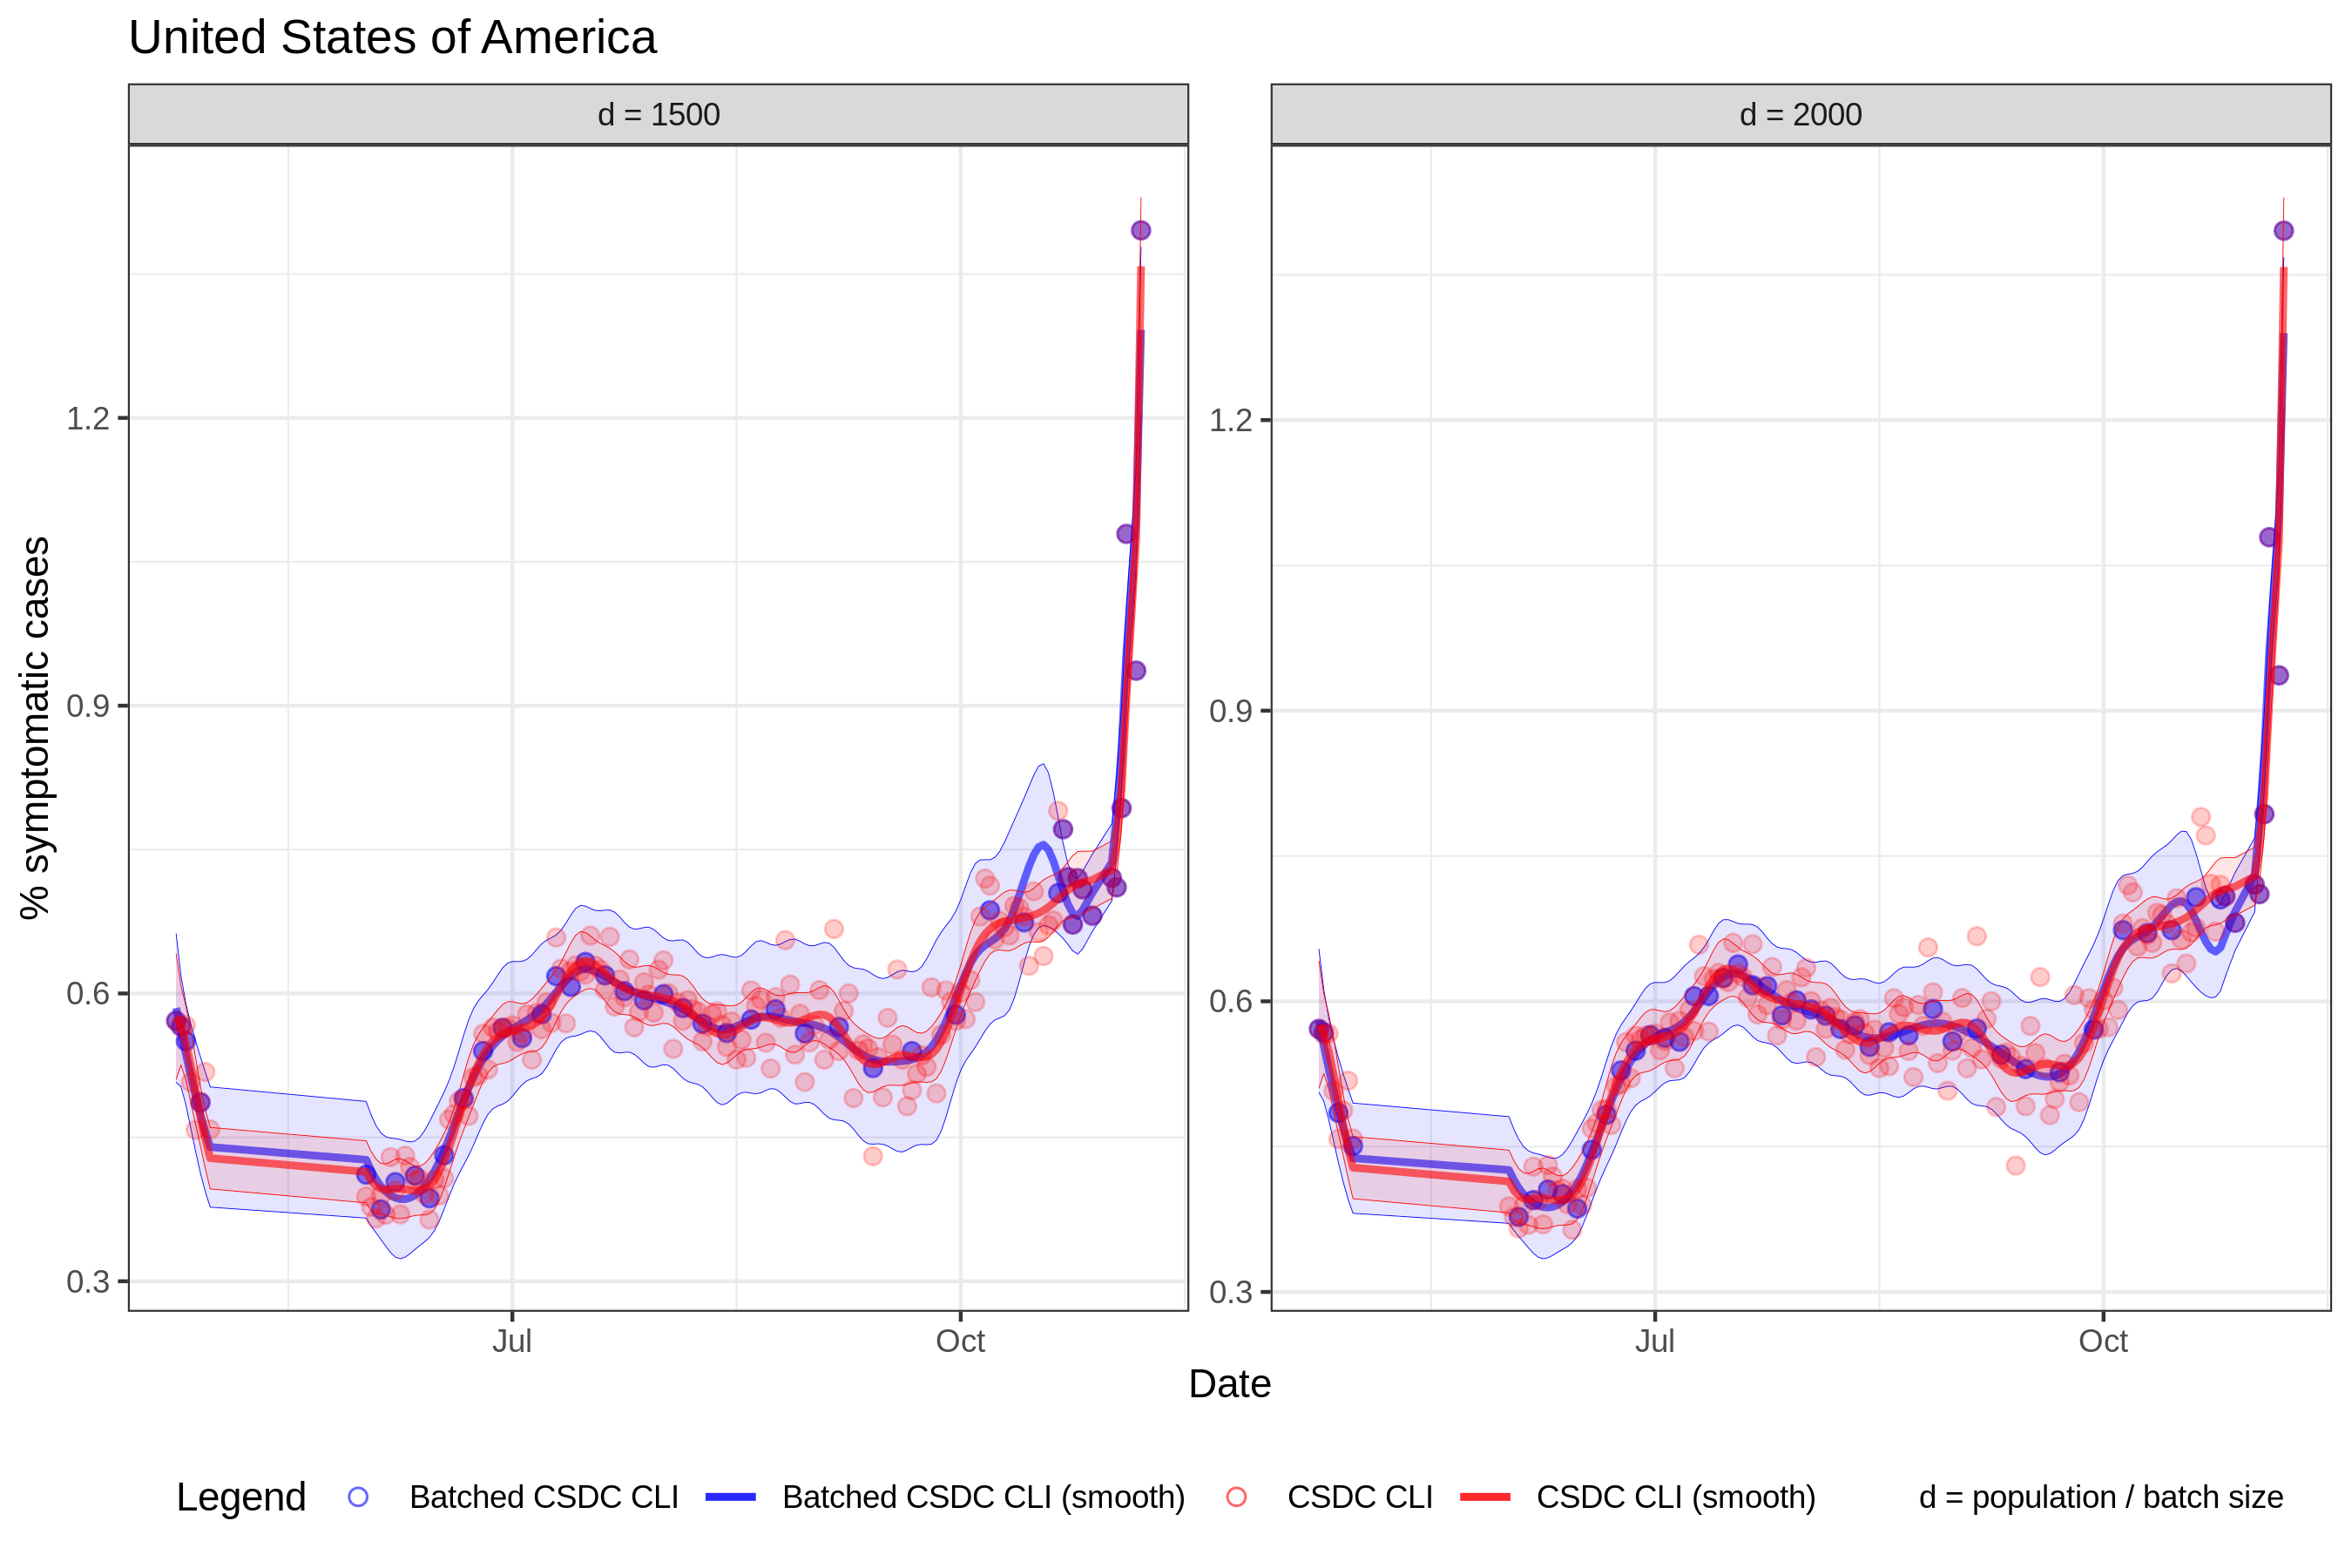 United States of America
d = 1500
d = 2000
% symptomatic cases
1.2
0.9
0.6
0.3
1.2
0.9
0.6
0.3
Jul
Oct
Jul
Oct
Date
Legend
Batched CSDC CLI
Batched CSDC CLI (smooth)
CSDC CLI
CSDC CLI (smooth)
d = population / batch size